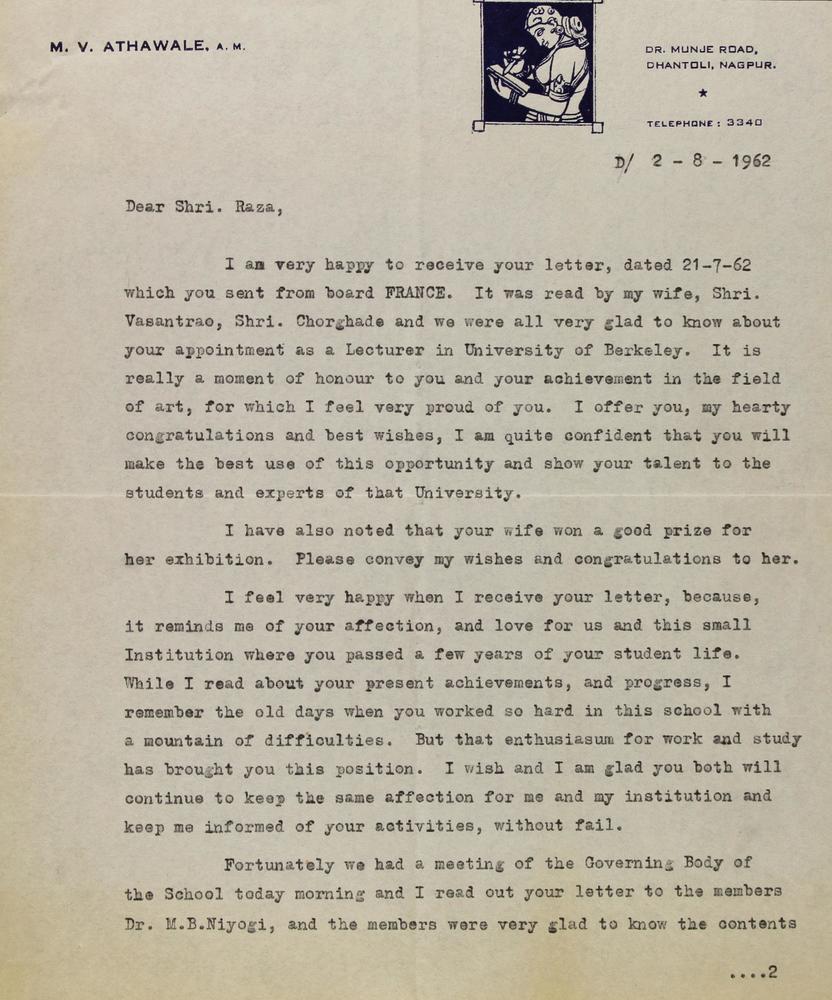 M. V. ATHAWALE, A. M.
DR. MUNJE ROAD,
DHANTOLI, NAGPUR.
TELEPHONE : 3340
D/ 2 - 8 - 1962
Dear Shri. Raza,
I am very happy to receive your letter, dated 21-7-62
which you sent from board FRANCE. It was read by my wife, Shri.
Vasantrao, Shri. Chorghade and we were all very glad to know about
your appointment as a Lecturer in University of Berkeley. It is
really a moment of honour to you and your achievement in the field
of art, for which I feel very proud of you. I offer you, my hearty
congratulations and best wishes, I am quite confident that you will
make the best use of this opportunity and show your talent to the
students and experts of that University.
I have also noted that your wife won a good prize for
her exhibition. Please convey my wishes and congratulations to her.
I feel very happy when I receive your letter, because,
it reminds me of your affection, and love for us and this small
Institution where you passed a few years of your student life.
While I read about your present achievements, and progress, I
remember the old days when you worked so hard in this school with
a mountain of difficulties. But that enthusiasum for work and study
has brought you this position. I wish and I am glad you both will
continue to keep the same affection for me and my institution and
keep me informed of your activities, without fail.
Fortunately we had a meeting of the Governing Body of
the School today morning and I read out your letter to the members
Dr. M.B.Niyogi, and the members were very glad to know the contents
....2